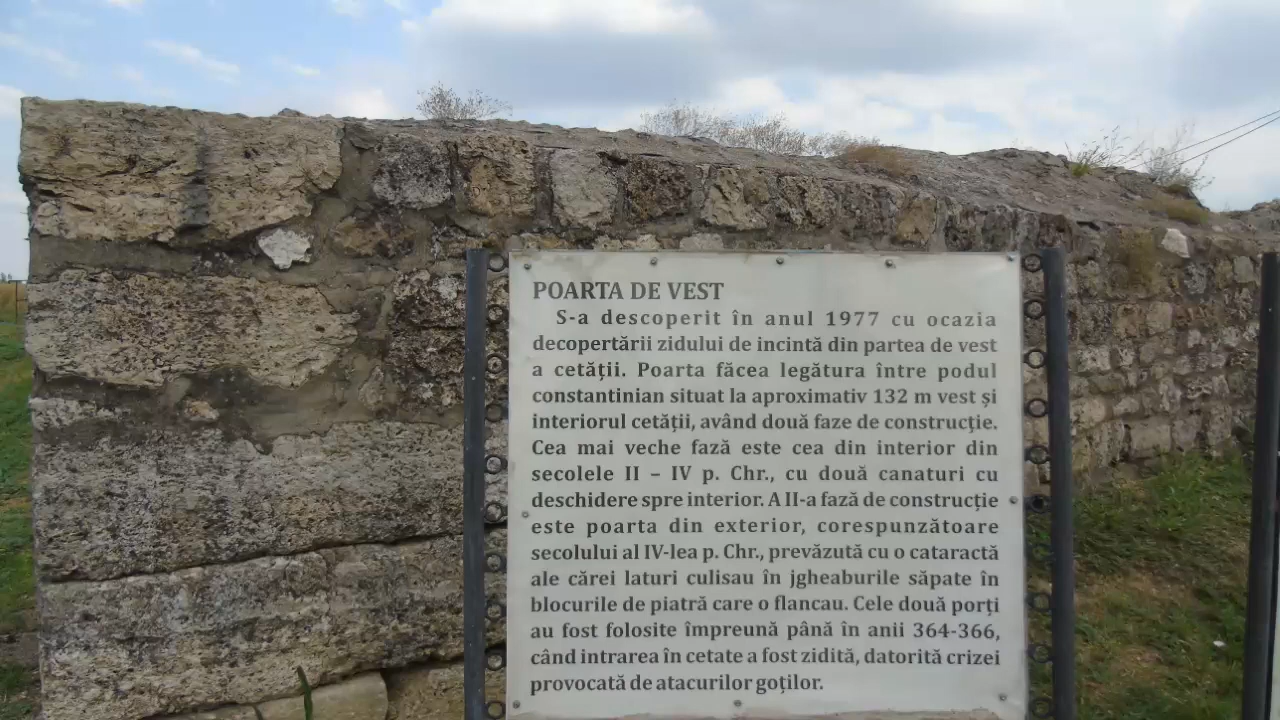 POARTA DE VEST
S-a descoperit în anul 1977 cu ocazia
decopertării zidului de incintă din partea de vest
a cetății. Poarta făcea legătura între podul
constantinian situat la aproximativ 132 m vest și
interiorul cetății, având două faze de construcție.
Cea mai veche fază este cea din interior din
secolele II – IV p. Chr., cu două canaturi cu
deschidere spre interior. A II-a fază de construcție
este poarta din exterior, corespunzătoare
secolului al IV-lea p. Chr., prevăzută cu o cataractă
ale cărei laturi culisau în jgheaburile săpate în
blocurile de piatră care o flancau. Cele două porți
au fost folosite împreună până în anii 364-366,
când intrarea în cetate a fost zidită, datorită crizei
provocată de atacurilor goților.